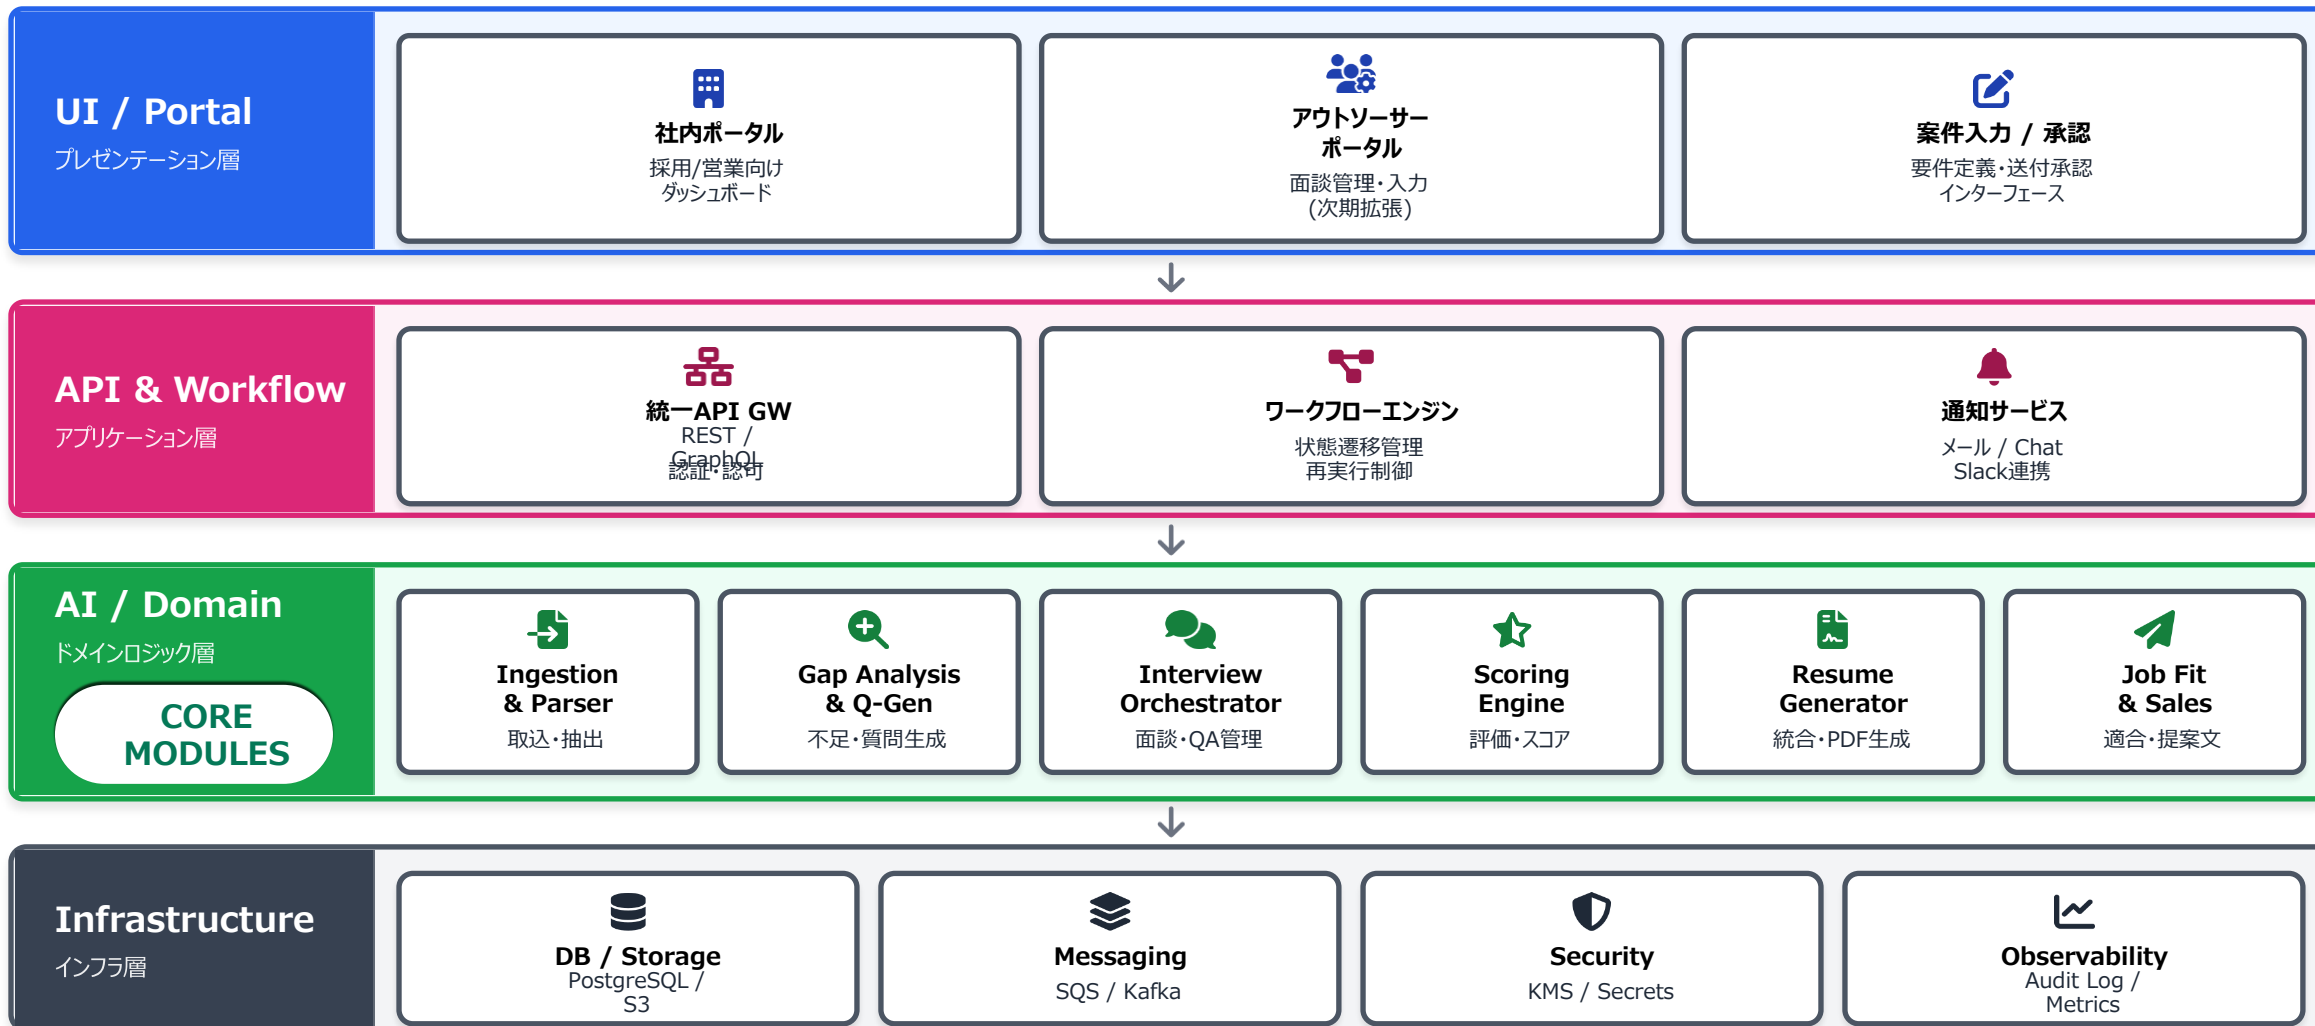 UI / Portal
プレゼンテーション層
社内ポータル
採用/営業向け
ダッシュボード
アウトソーサー
ポータル
面談管理・入力
(次期拡張)
案件入力 / 承認
要件定義・送付承認
インターフェース
API & Workflow
アプリケーション層
統一API GW
REST /
GraphQL
認証・認可
ワークフローエンジン
状態遷移管理
再実行制御
通知サービス
メール / Chat
Slack連携
AI / Domain
ドメインロジック層
CORE
MODULES
Ingestion
& Parser
取込・抽出
Gap Analysis
& Q-Gen
不足・質問生成
Interview
Orchestrator
面談・QA管理
Scoring
Engine
評価・スコア
Resume
Generator
統合・PDF生成
Job Fit
& Sales
適合・提案文
Infrastructure
インフラ層
DB / Storage
PostgreSQL /
S3
Messaging
SQS / Kafka
Security
KMS / Secrets
Observability
Audit Log /
Metrics